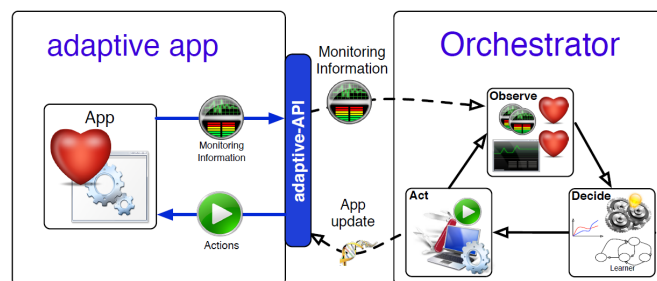 adaptive app
App
Monitoring
Information
Actions
adaptive-API
Monitoring
Information
App
update
Orchestrator
Observe
Decide
Learner
Act